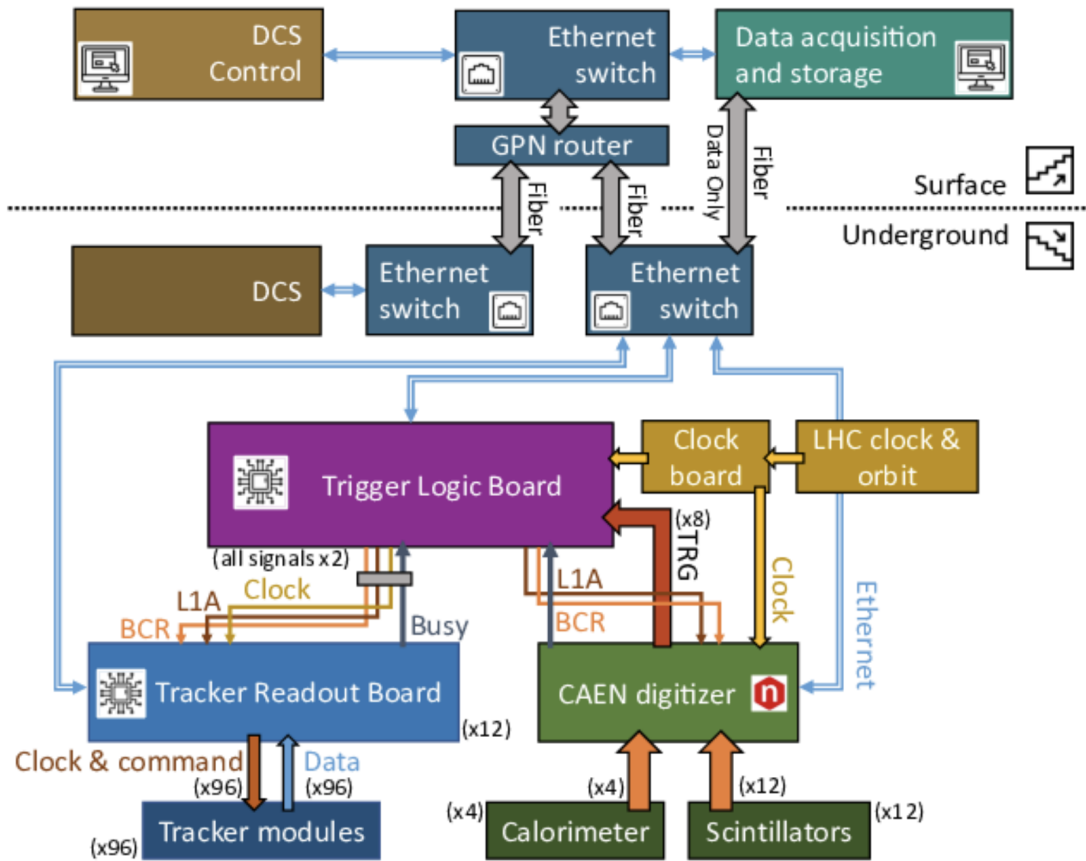 DCS
Control
Ethernet
switch
Data acquisition
and storage
GPN router
Fiber
Fiber
Data Only
Fiber
Surface
Underground
DCS
Ethernet
switch
Ethernet
switch
Trigger Logic Board
Clock
board
LHC clock &
orbit
(all signals x2)
(x8)
TRG
Clock
Ethernet
L1A
Clock
BCR
Busy
L1A
BCR
Tracker Readout Board
(x12)
CAEN digitizer
n
Clock & command
(x96)
Data
(x96)
(x4)
(x12)
(x96)
Tracker modules
(x4)
Calorimeter
Scintillators
(x12)